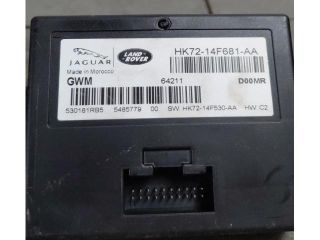 JAGUAR
LAND ROVER
HK72-14F681-AA
Made in Morocco
GWM 64211 D00MR
530181RB5 5485779 00 SW. HK72-14F530-AA HW. C2